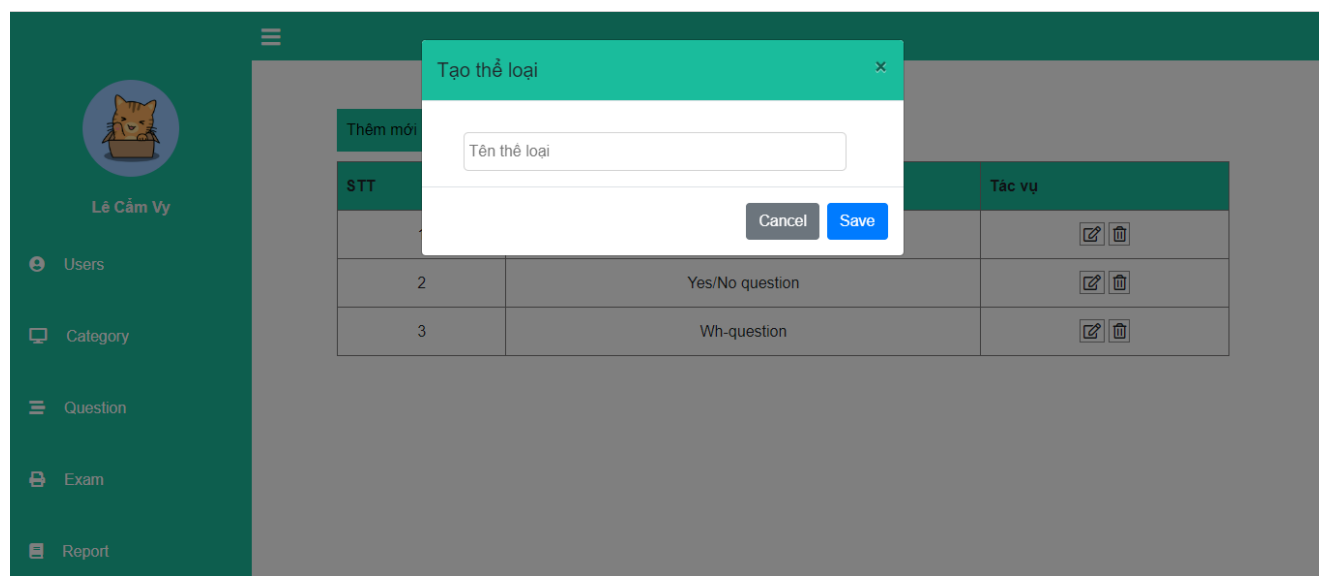 Tạo thể loại ×
Thêm mới
Tên thể loại
STT Tác vụ
Lê Cẩm Vy
Cancel Save
Users
2 Yes/No question
Category
3 Wh-question
Question
Exam
Report